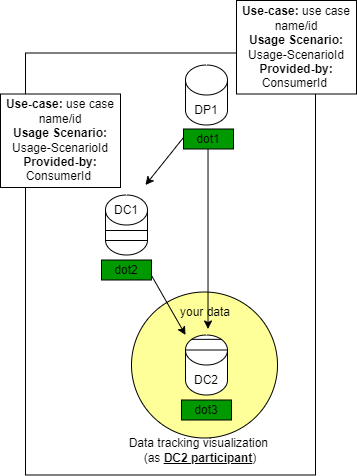 Use-case: use case
name/id
Usage Scenario:
Usage-ScenarioId
Provided-by:
ConsumerId
Use-case: use case
name/id
Usage Scenario:
Usage-ScenarioId
Provided-by:
ConsumerId
DP1
dot1
DC1
dot2
your data
DC2
dot3
Data tracking visualization
(as DC2 participant)